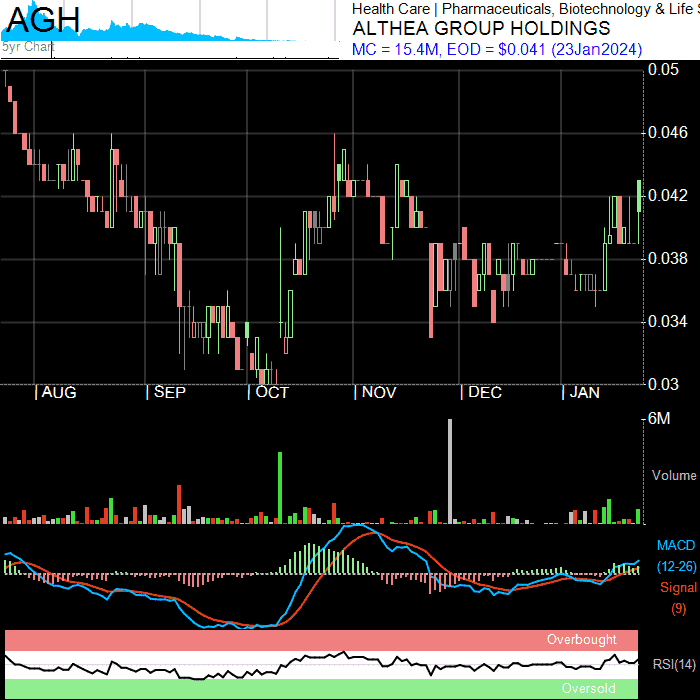 AGH
5yr Chart
Health Care | Pharmaceuticals, Biotechnology & Life
ALTHEA GROUP HOLDINGS
MC = 15.4M, EOD = $0.041 (23Jan2024)
0.05
0.046
0.042
0.038
0.034
0.03
| AUG | SEP | OCT | NOV | DEC | JAN
6M
Volume
MACD
(12-26)
Signal
(9)
Overbought
RSI(14)
Oversold